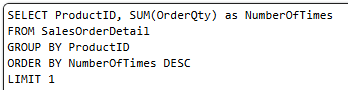 SELECT ProductID, SUM(OrderQty) as NumberOfTimes
FROM SalesOrderDetail
GROUP BY ProductID
ORDER BY NumberOfTimes DESC
LIMIT 1